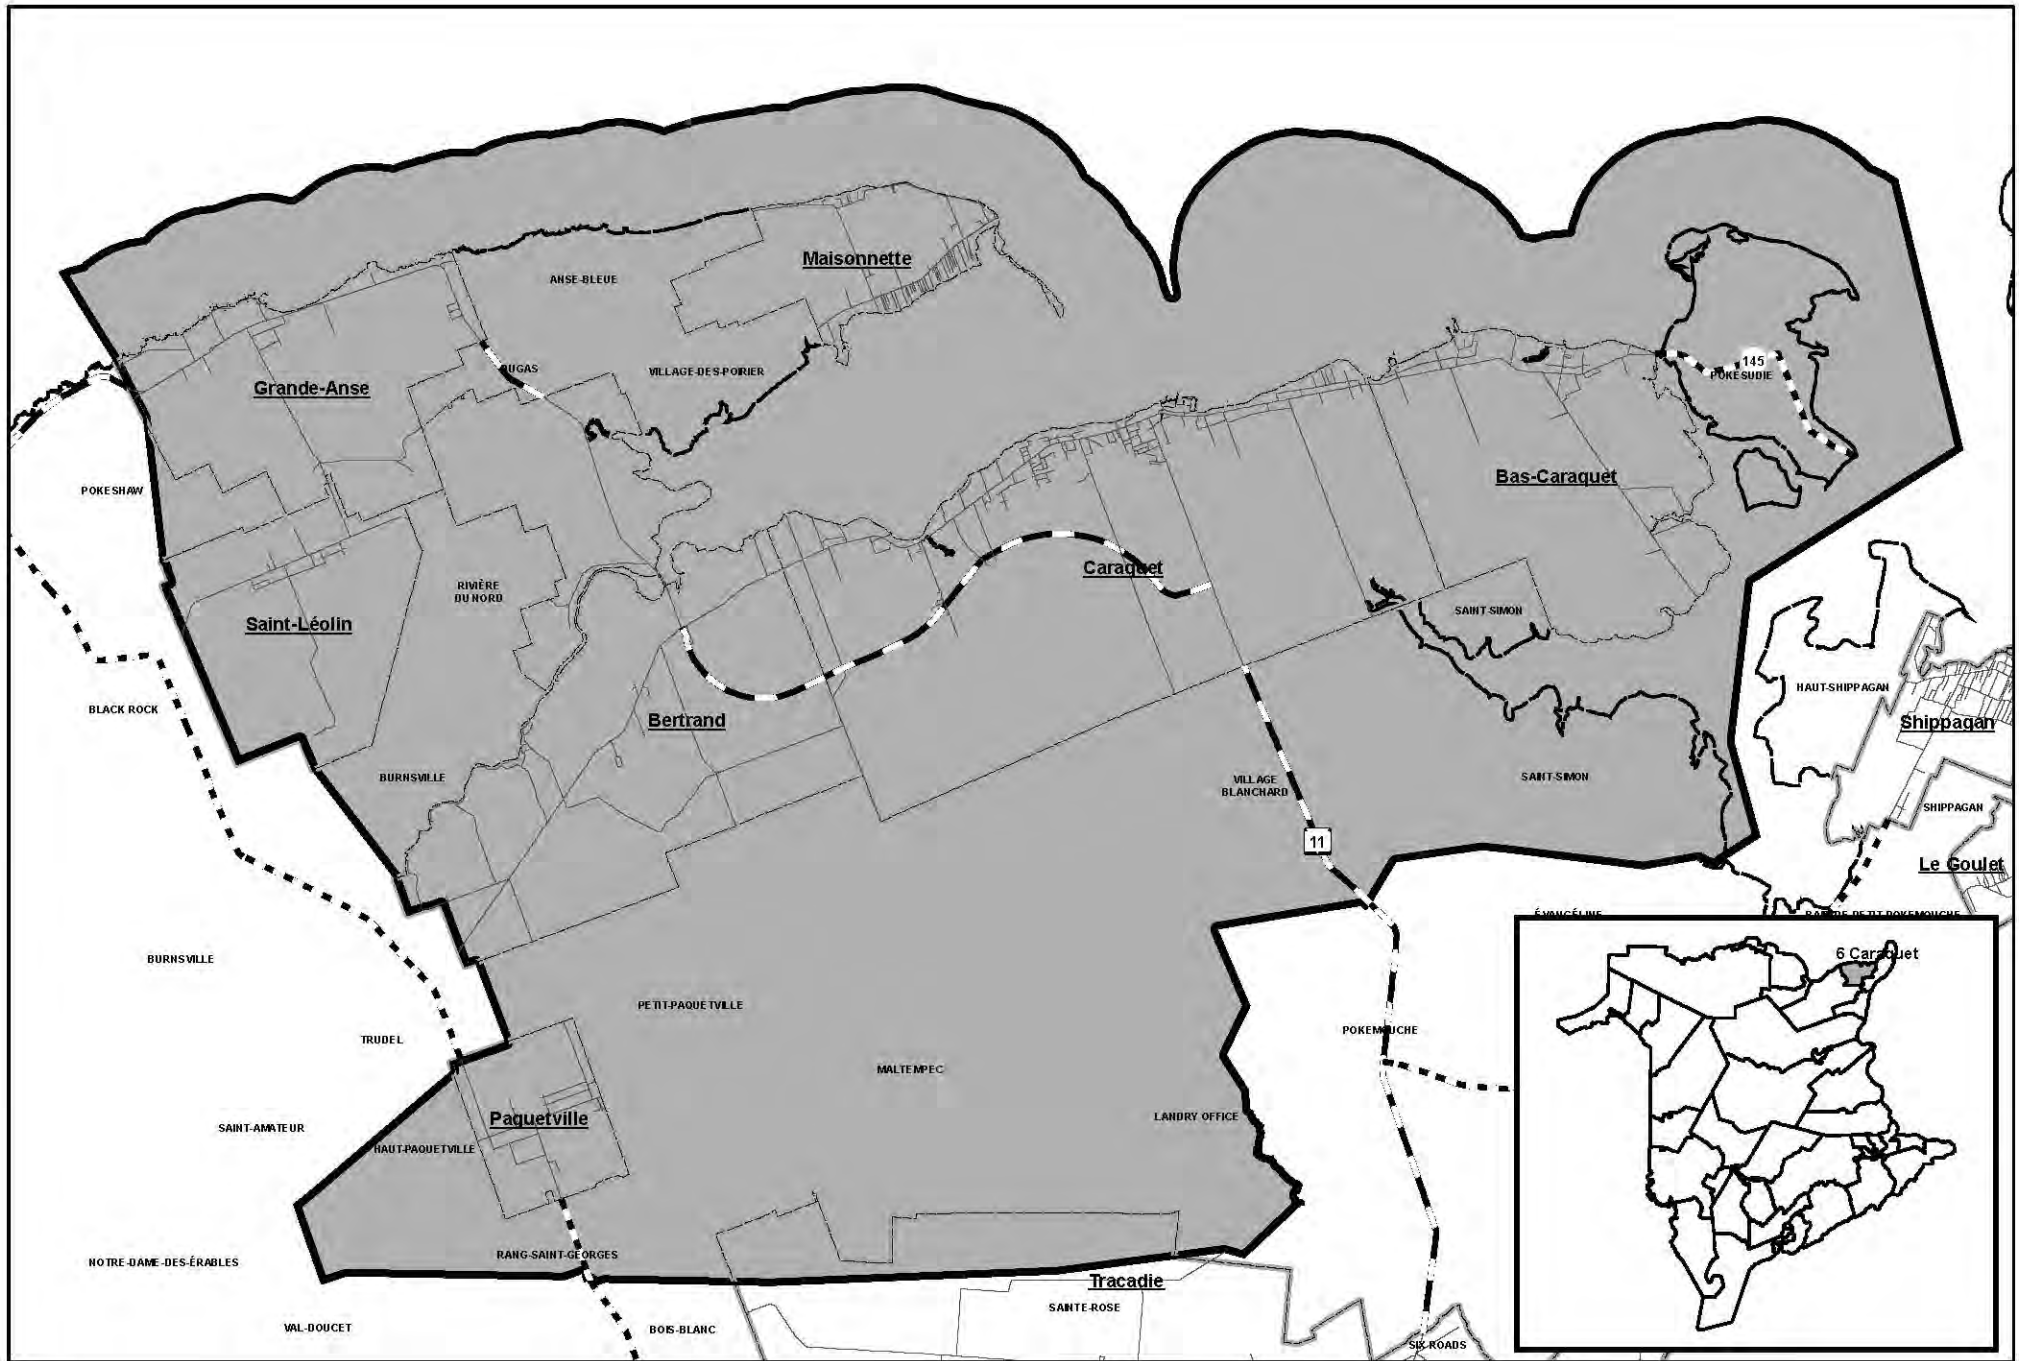 Maisonnette
ANSE-BLEUE
145
POKESUDIE
VILLAGE-DES-POIRIER
Grande-Anse
Bas-Caraquet
POKESHAW
Caraquet
RIVIÈRE
DU NORD
SAINT-SIMON
Saint-Léolin
HAUT-SHIPPAGAN
BLACK ROCK
Bertrand
Shippagan
BURNSVILLE
VILLAGE
BLANCHARD
SAINT-SIMON
SHIPPAGAN
11
Le Goulet
BURNSVILLE
6 Caraquet
PETIT-PAQUETVILLE
POKEMOUCHE
TRUDEL
MALTEMPEC
Paquetville
LANDRY OFFICE
SAINT-AMATEUR
HAUT-PAQUETVILLE
RANG-SAINT-GEORGES
NOTRE-DAME-DES-ÉRABLES
Tracadie
SAINTE-ROSE
VAL-DOUCET
BOIS-BLANC
SIX ROADS